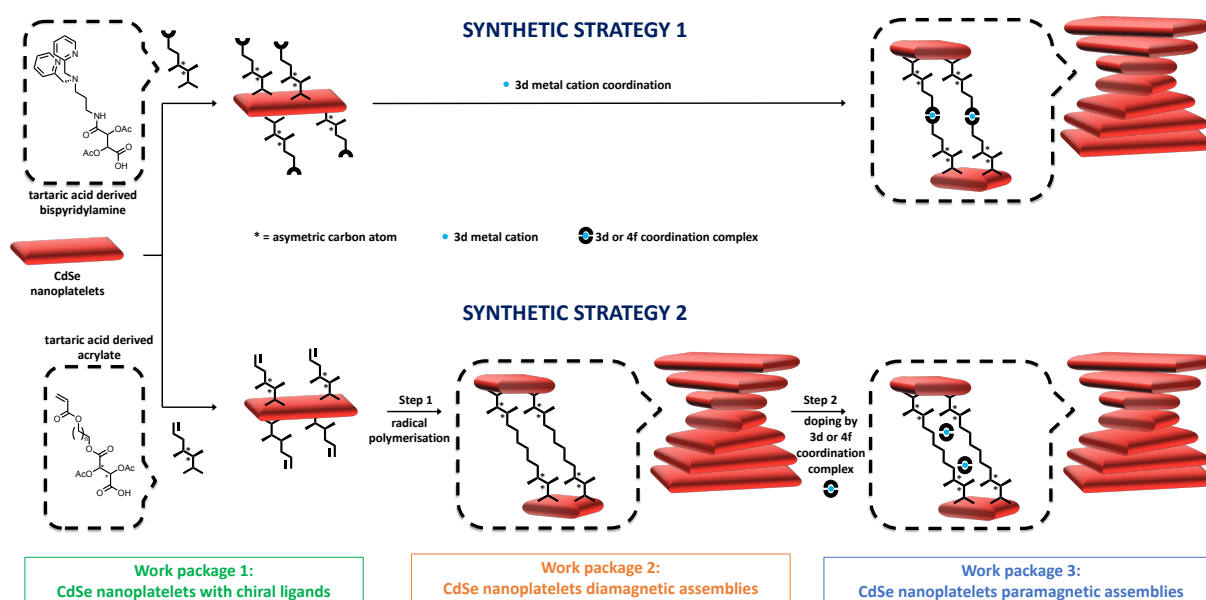 SYNTHETIC STRATEGY 1
3d metal cation coordination
N
N
N
NH
O
OAc
AcO
O
OH
tartaric acid derived
bispyridylamine
* = asymetric carbon atom
3d metal cation
3d or 4f coordination complex
CdSe
nanoplatelets
SYNTHETIC STRATEGY 2
tartaric acid derived
acrylate
O
O
( )n
O
O
AcO
OAc
*
*
O
OH
Step 1
radical
polymerisation
Step 2
doping by
3d or 4f
coordination
complex
Work package 1:
CdSe nanoplatelets with chiral ligands
Work package 2:
CdSe nanoplatelets diamagnetic assemblies
Work package 3:
CdSe nanoplatelets paramagnetic assemblies